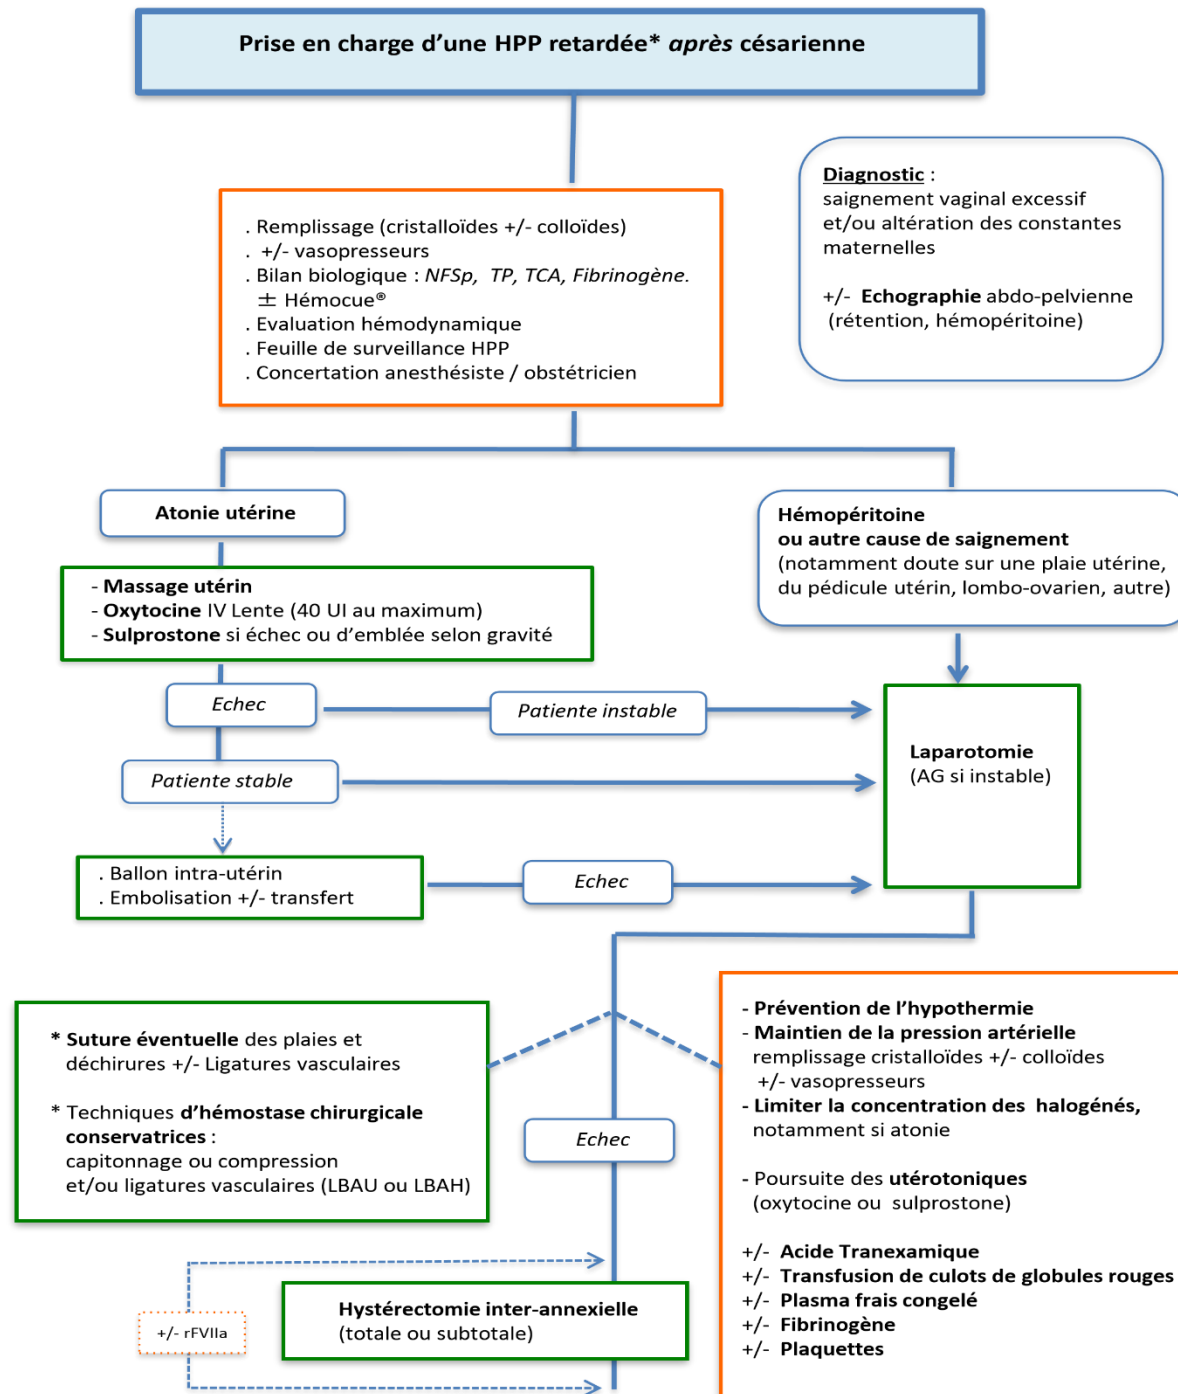 Prise en charge d'une HPP retardée* après césarienne
Diagnostic :
saignement vaginal excessif
et/ou altération des constantes
maternelles
+/- Echographie abdo-pelvienne
(rétention, hémopéritoine)
. Remplissage (cristalloïdes +/- colloïdes)
. +/- vasopresseurs
. Bilan biologique : NFSp, TP, TCA, Fibrinogène.
± Hémocue®
. Evaluation hémodynamique
. Feuille de surveillance HPP
. Concertation anesthésiste / obstétricien
Atonie utérine
Hémopéritoine
ou autre cause de saignement
(notamment doute sur une plaie utérine,
du pédicule utérin, lombo-ovarien, autre)
- Massage utérin
- Oxytocine IV Lente (40 UI au maximum)
- Sulprostone si échec ou d'emblée selon gravité
Echec
Patiente instable
Laparotomie
(AG si instable)
Patiente stable
. Ballon intra-utérin
. Embolisation +/- transfert
Echec
* Suture éventuelle des plaies et
déchirures +/- Ligatures vasculaires
* Techniques d'hémostase chirurgicale
conservatrices :
capitonnage ou compression
et/ou ligatures vasculaires (LBAU ou LBAH)
- Prévention de l'hypothermie
- Maintien de la pression artérielle
remplissage cristalloïdes +/- colloïdes
+/- vasopresseurs
- Limiter la concentration des halogénés,
notamment si atonie
- Poursuite des utérotoniques
(oxytocine ou sulprostone)
+/- Acide Tranexamique
+/- Transfusion de culots de globules rouges
+/- Plasma frais congelé
+/- Fibrinogène
+/- Plaquettes
Echec
Hystérectomie inter-annexielle
(totale ou subtotale)
+/- rFVIIa